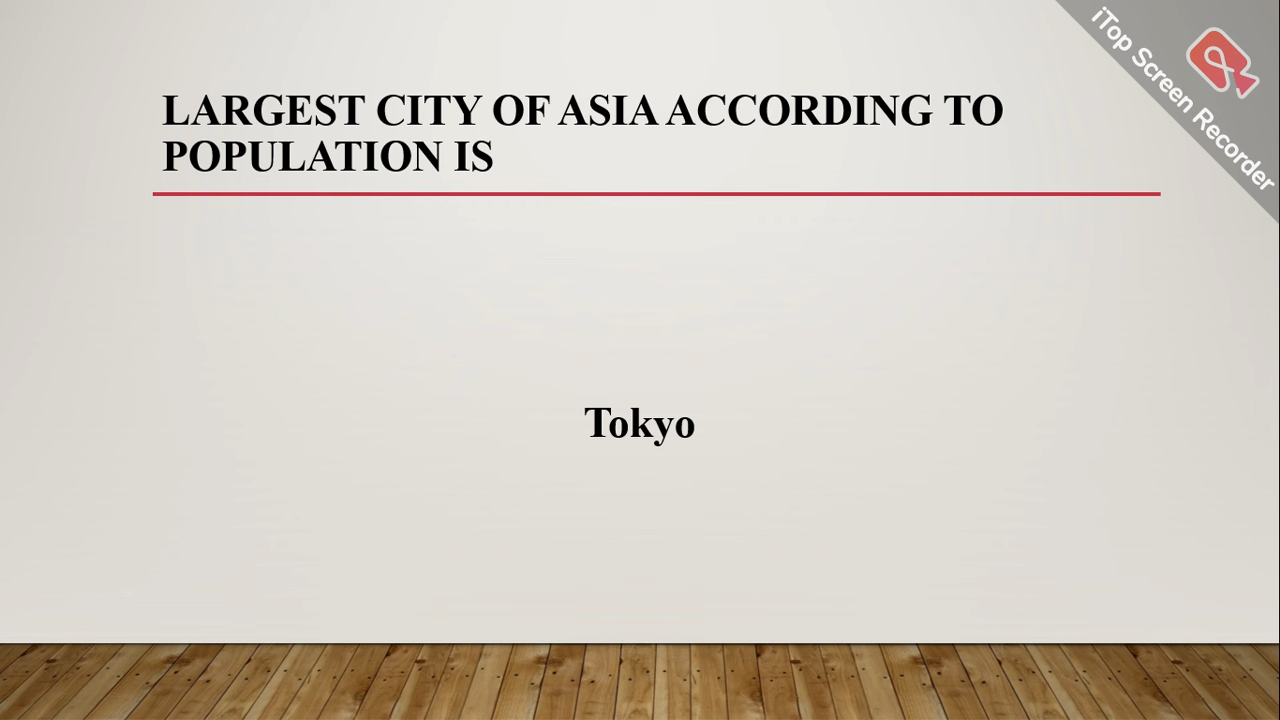 LARGEST CITY OF ASIA ACCORDING TO
POPULATION IS
Tokyo
iTop Screen Recorder